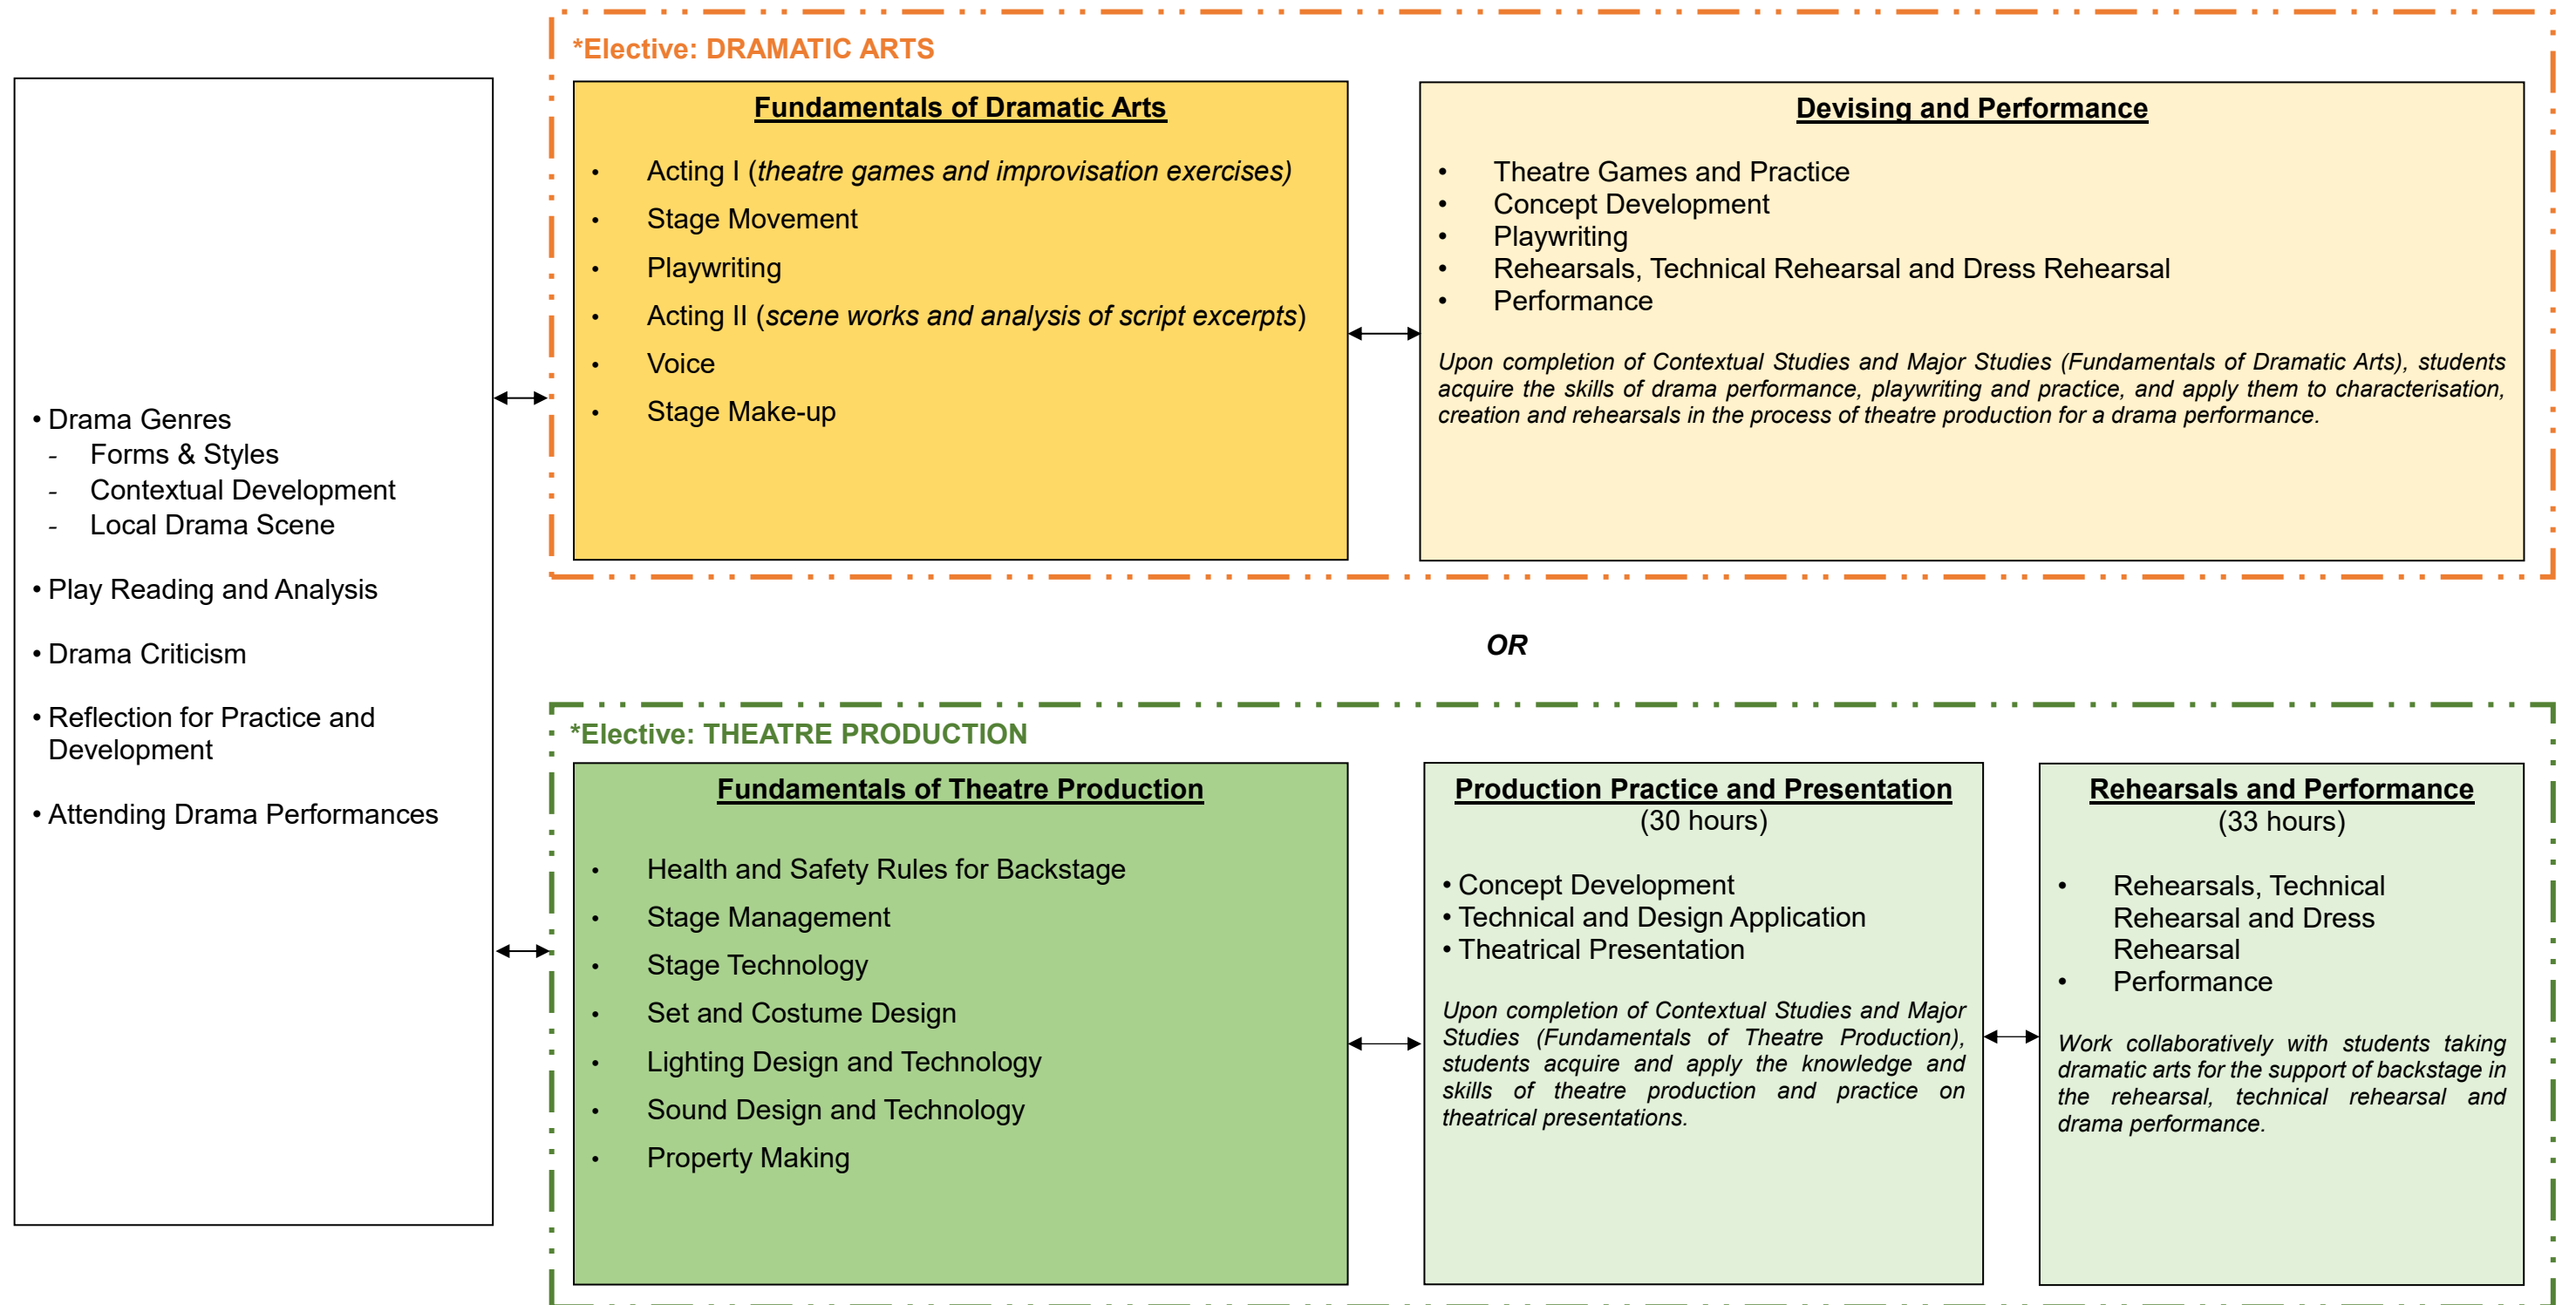 • Drama Genres
- Forms & Styles
- Contextual Development
- Local Drama Scene
• Play Reading and Analysis
• Drama Criticism
• Reflection for Practice and
Development
• Attending Drama Performances
*Elective: DRAMATIC ARTS
Fundamentals of Dramatic Arts
• Acting I (theatre games and improvisation exercises)
• Stage Movement
• Playwriting
• Acting II (scene works and analysis of script excerpts)
• Voice
• Stage Make-up
Devising and Performance
• Theatre Games and Practice
• Concept Development
• Playwriting
• Rehearsals, Technical Rehearsal and Dress Rehearsal
• Performance
Upon completion of Contextual Studies and Major Studies (Fundamentals of Dramatic Arts), students
acquire the skills of drama performance, playwriting and practice, and apply them to characterisation,
creation and rehearsals in the process of theatre production for a drama performance.
OR
*Elective: THEATRE PRODUCTION
Fundamentals of Theatre Production
• Health and Safety Rules for Backstage
• Stage Management
• Stage Technology
• Set and Costume Design
• Lighting Design and Technology
• Sound Design and Technology
• Property Making
Production Practice and Presentation
(30 hours)
• Concept Development
• Technical and Design Application
• Theatrical Presentation
Upon completion of Contextual Studies and Major
Studies (Fundamentals of Theatre Production),
students acquire and apply the knowledge and
skills of theatre production and practice on
theatrical presentations.
Rehearsals and Performance
(33 hours)
• Rehearsals, Technical
Rehearsal and Dress
Rehearsal
• Performance
Work collaboratively with students taking
dramatic arts for the support of backstage in
the rehearsal, technical rehearsal and
drama performance.